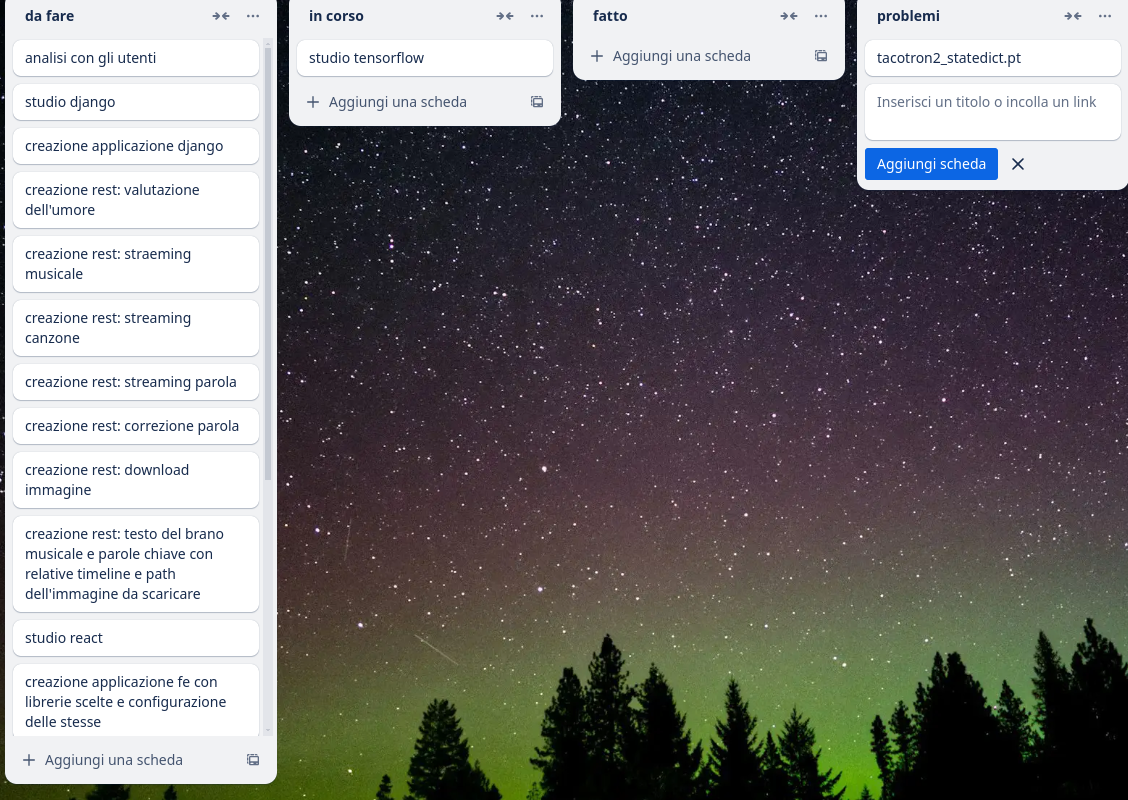 da fare
analisi con gli utenti
studio django
creazione applicazione django
creazione rest: valutazione
dell'umore
creazione rest: straeming
musicale
creazione rest: streaming
canzone
creazione rest: streaming parola
creazione rest: correzione parola
creazione rest: download
immagine
creazione rest: testo del brano
musicale e parole chiave con
relative timeline e path
dell'immagine da scaricare
studio react
creazione applicazione fe con
librerie scelte e configurazione
delle stesse
Aggiungi una scheda
in corso
studio tensorflow
Aggiungi una scheda
fatto
Aggiungi una scheda
problemi
tacotron2_statedict.pt
Inserisci un titolo o incolla un link
Aggiungi scheda